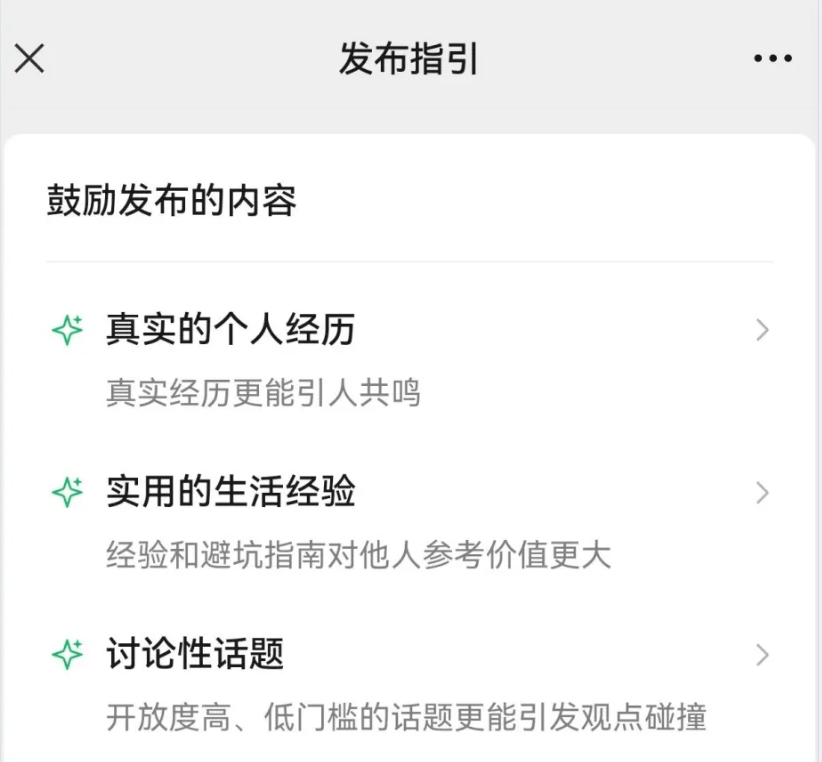 发布指引
鼓励发布的内容
真实的个人经历
真实经历更能引人共鸣
实用的生活经验
经验和避坑指南对他人参考价值更大
讨论性话题
开放度高、低门槛的话题更能引发观点碰撞